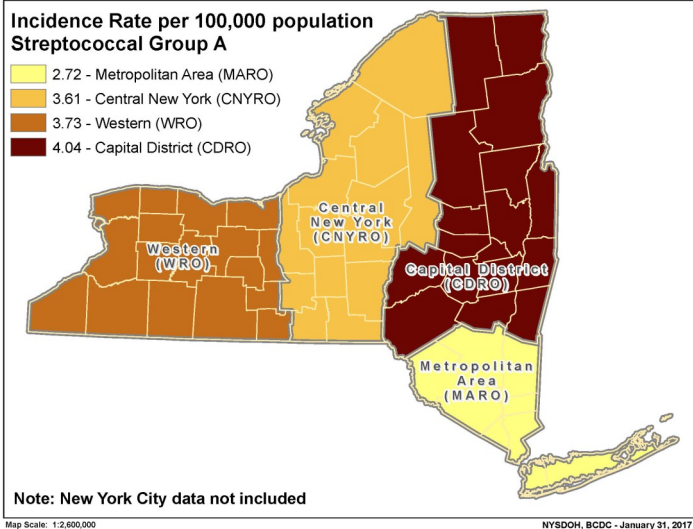 Incidence Rate per 100,000 population
Streptococcal Group A
2.72 - Metropolitan Area (MARO)
3.61 - Central New York (CNYRO)
3.73 - Western (WRO)
4.04 - Capital District (CDRO)
Central
New York
(CNYRO)
Western
(WRO)
Capital District
(CDRO)
Metropolitan
Area
(MARO)
Note: New York City data not included
Map Scale: 1:2,600,000
NYSDOH, BCDC - January 31, 2017